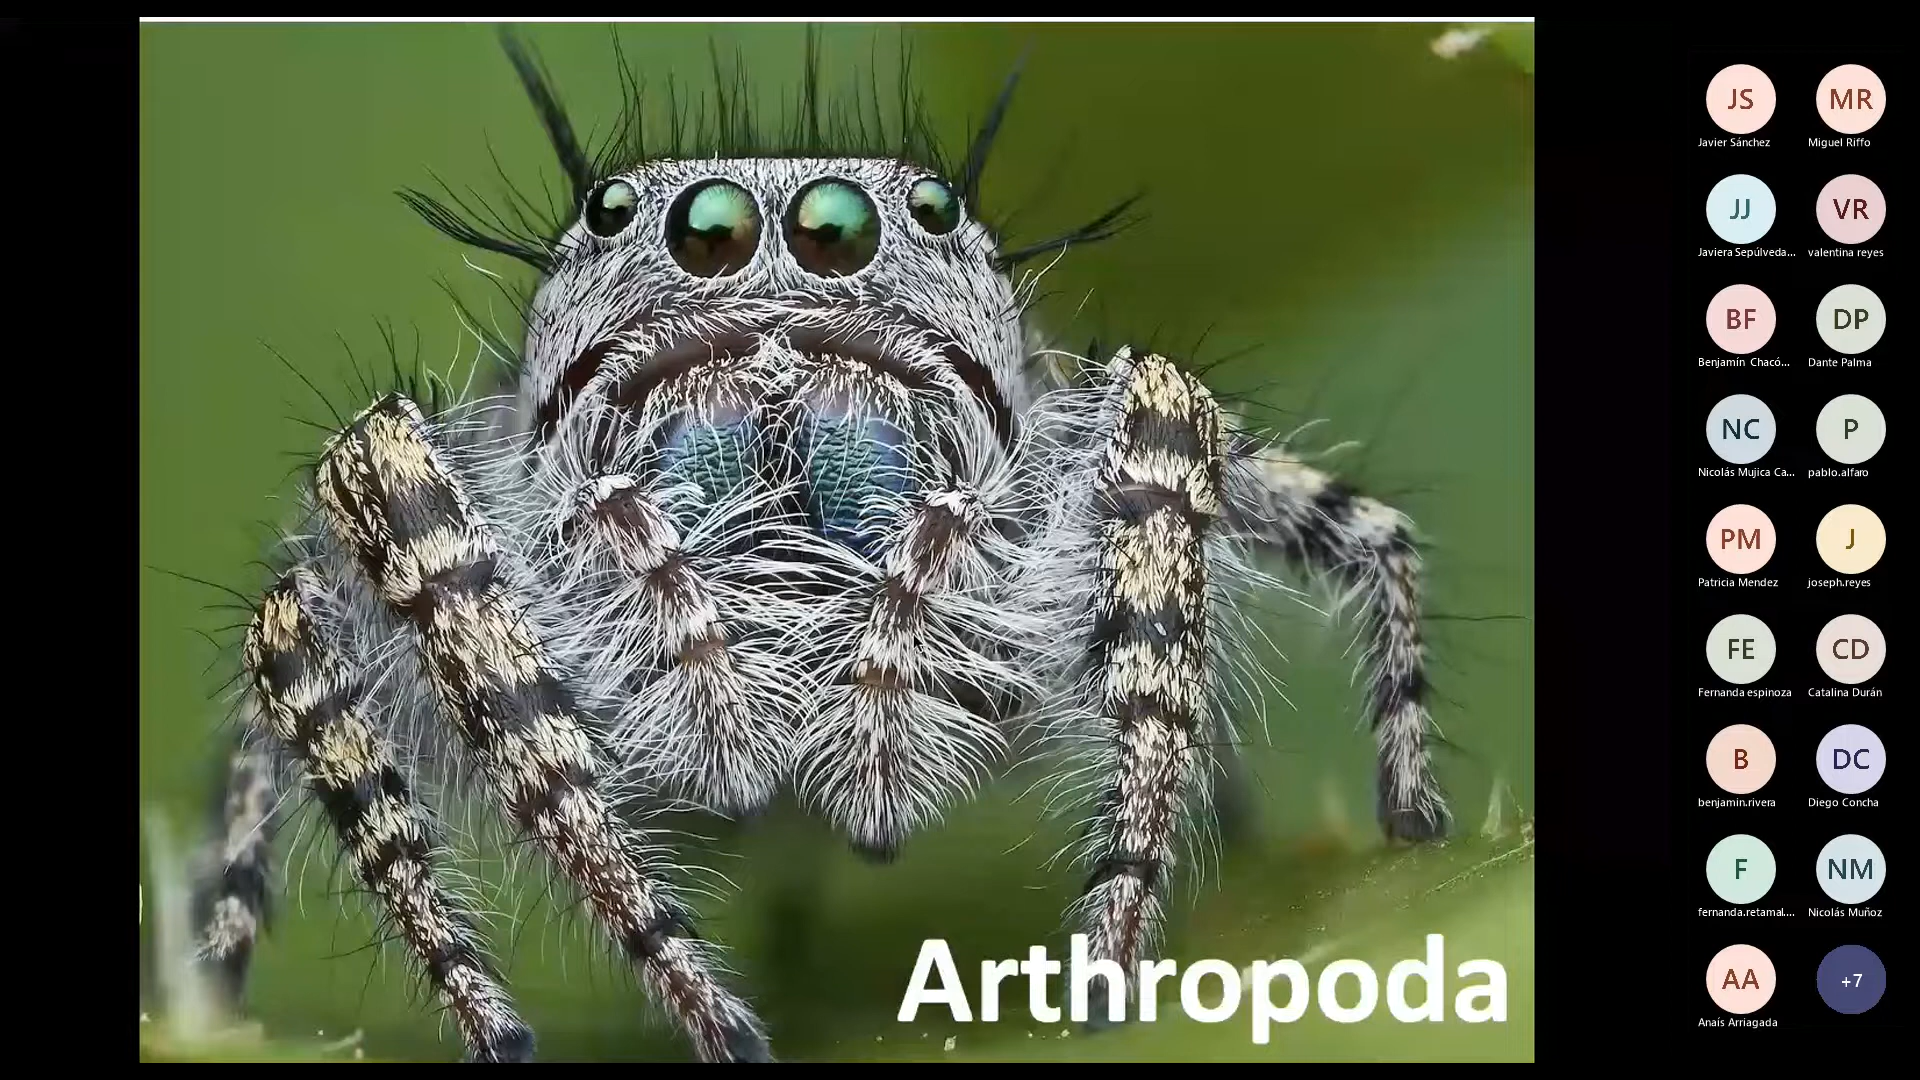 Arthropoda
JS
Javier Sánchez
MR
Miguel Riffo
JJ
Javiera Sepúlveda...
VR
valentina reyes
BF
Benjamín Chacó...
DP
Dante Palma
NC
Nicolás Mujica Ca...
P
pablo.alfaro
PM
Patricia Mendez
J
joseph.reyes
FE
Fernanda espinoza
CD
Catalina Durán
B
benjamin.rivera
DC
Diego Concha
F
fernanda.retamal....
NM
Nicolás Muñoz
AA
Anaís Arriagada
+7